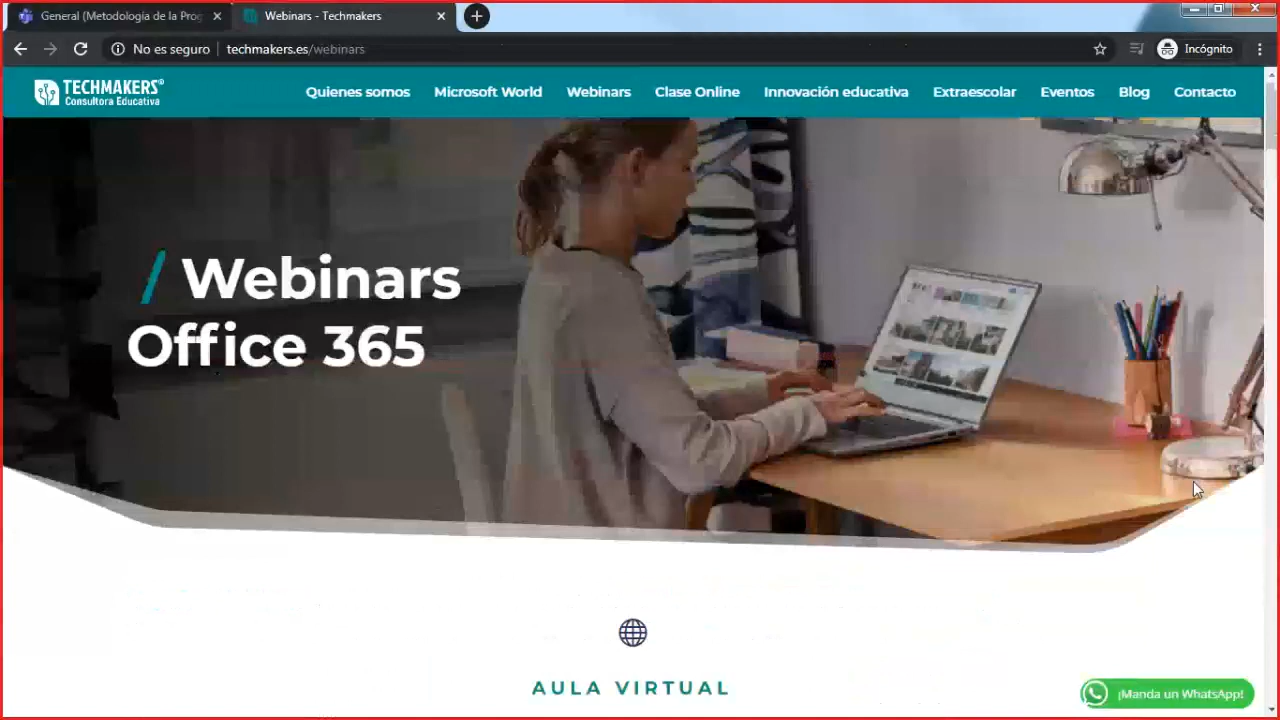 General (Metodología de la Prog
Webinars - Techmakers
No es seguro
techmakers.es/webinars
Incógnito
TECHMAKERS®
Consultora Educativa
Quienes somos
Microsoft World
Webinars
Clase Online
Innovación educativa
Extraescolar
Eventos
Blog
Contacto
/ Webinars
Office 365
AULA VIRTUAL
¡Manda un WhatsApp!